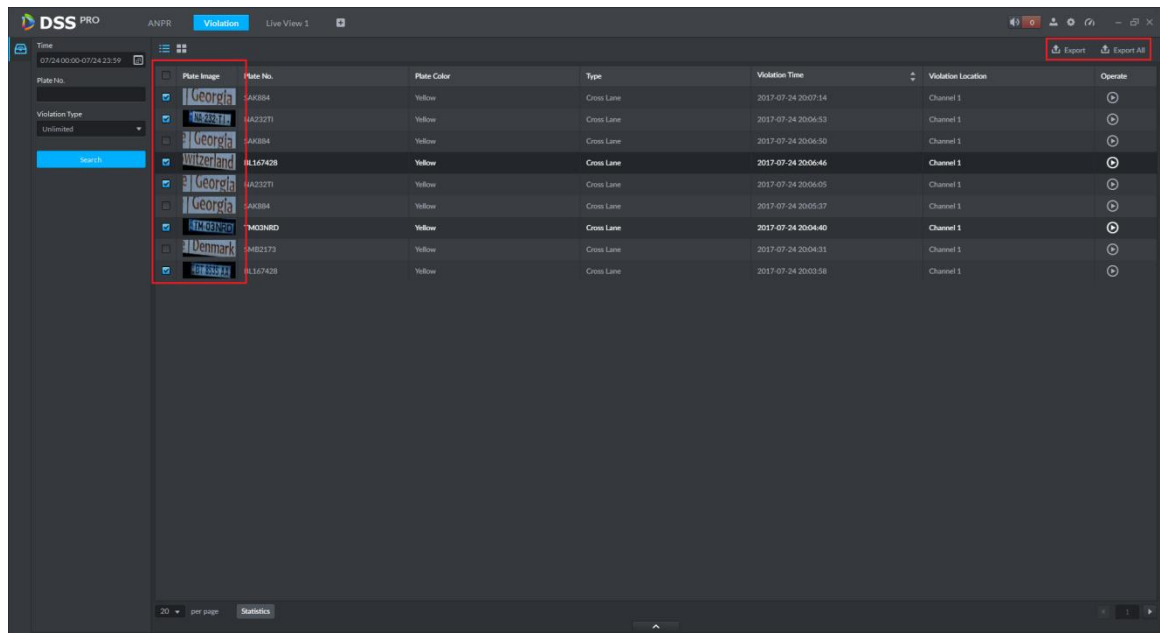 DSS PRO ANPR Violation Live View 1 0
Time
07/24 00:00-07/24 23:59
Plate No.
Violation Type
Unlimited
Search
Export Export All
Plate Image Plate No. Plate Color Type Violation Time Violation Location Operate
Georgia SAK884 Yellow Cross Lane 2017-07-24 20:07:14 Channel 1
NA-232-TI NA232TI Yellow Cross Lane 2017-07-24 20:06:53 Channel 1
Georgia SAK884 Yellow Cross Lane 2017-07-24 20:06:50 Channel 1
witzerland BL167428 Yellow Cross Lane 2017-07-24 20:06:46 Channel 1
Georgia NA232TI Yellow Cross Lane 2017-07-24 20:06:05 Channel 1
Georgia SAK884 Yellow Cross Lane 2017-07-24 20:05:37 Channel 1
TM-03NRD TM03NRD Yellow Cross Lane 2017-07-24 20:04:40 Channel 1
Denmark SMB2173 Yellow Cross Lane 2017-07-24 20:04:31 Channel 1
BL167428 Yellow Cross Lane 2017-07-24 20:03:58 Channel 1
20 per page Statistics 1